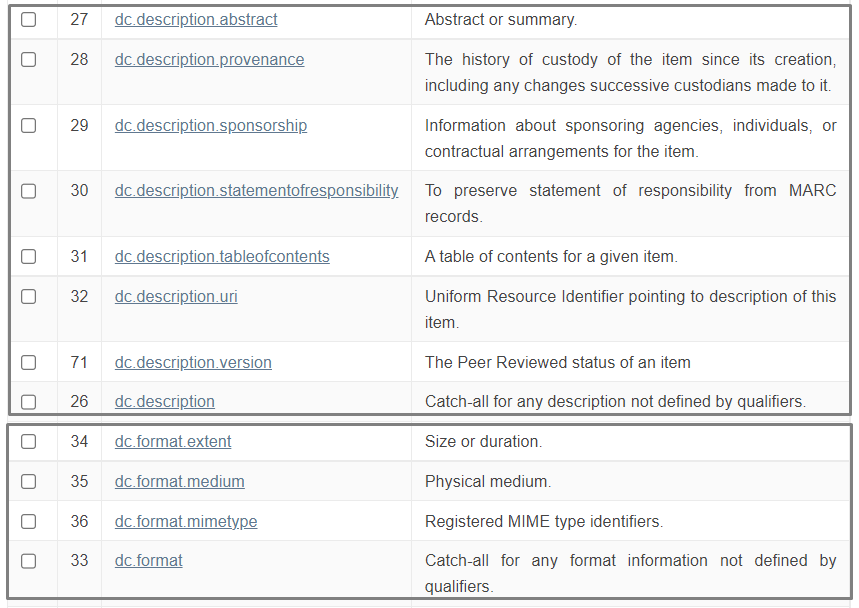 27 dc.description.abstract Abstract or summary.
28 dc.description.provenance The history of custody of the item since its creation,
including any changes successive custodians made to it.
29 dc.description.sponsorship Information about sponsoring agencies, individuals, or
contractual arrangements for the item.
30 dc.description.statementofresponsibility To preserve statement of responsibility from MARC
records.
31 dc.description.tableofcontents A table of contents for a given item.
32 dc.description.uri Uniform Resource Identifier pointing to description of this
item.
71 dc.description.version The Peer Reviewed status of an item
26 dc.description Catch-all for any description not defined by qualifiers.
34 dc.format.extent Size or duration.
35 dc.format.medium Physical medium.
36 dc.format.mimetype Registered MIME type identifiers.
33 dc.format Catch-all for any format information not defined by
qualifiers.